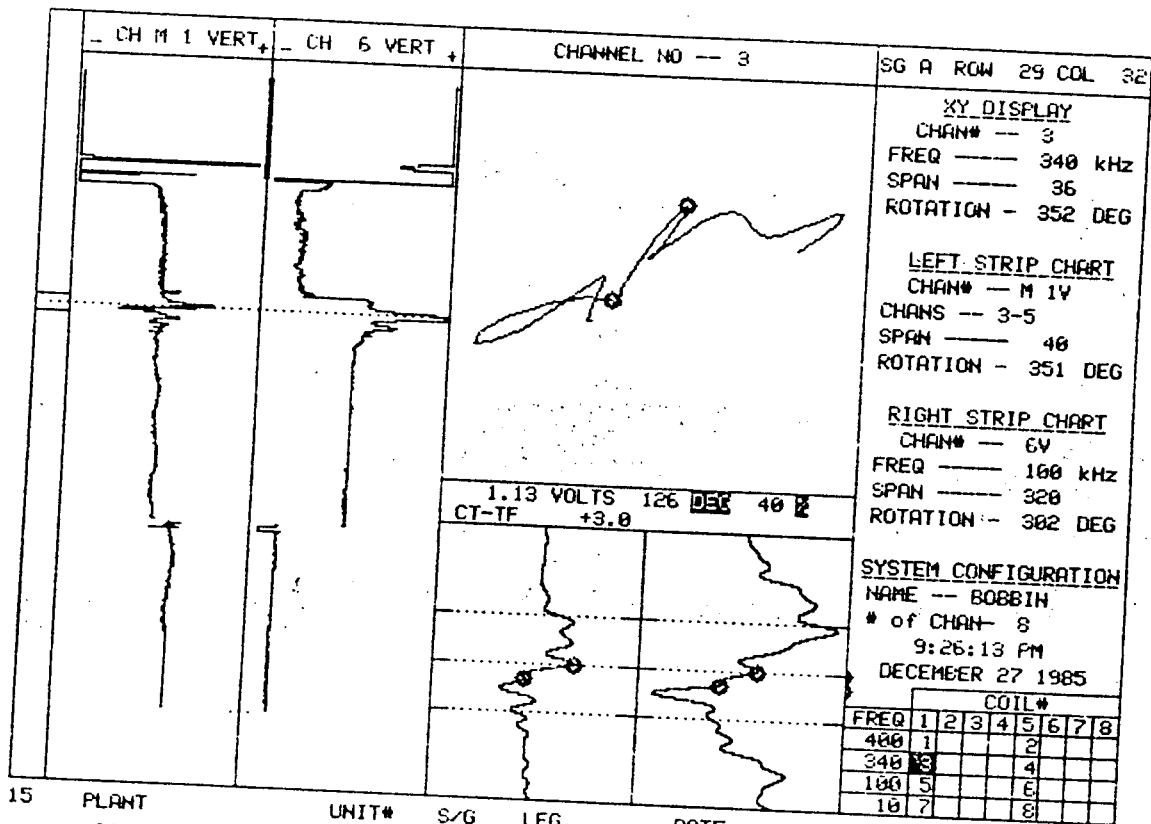 _ CH M 1 VERT + _ CH 6 VERT + CHANNEL NO -- 3
SG A ROW 29 COL 32
XY DISPLAY
CHAN# -- 3
FREQ ----- 340 kHz
SPAN ----- 36
ROTATION - 352 DEG
LEFT STRIP CHART
CHAN# -- M 1V
CHANS -- 3-5
SPAN ----- 40
ROTATION - 351 DEG
RIGHT STRIP CHART
CHAN# -- 6V
FREQ ----- 100 kHz
SPAN ----- 320
ROTATION - 302 DEG
1.13 VOLTS 126 DEG 40 %
CT-TF +3.0
SYSTEM CONFIGURATION
NAME -- BOBBIN
# of CHAN- 8
9:26:13 PM
DECEMBER 27 1985
COIL#
FREQ 1 2 3 4 5 6 7 8
400 1 2
340 3 4
100 5 6
10 7 8
15 PLANT UNIT# S/G LEG